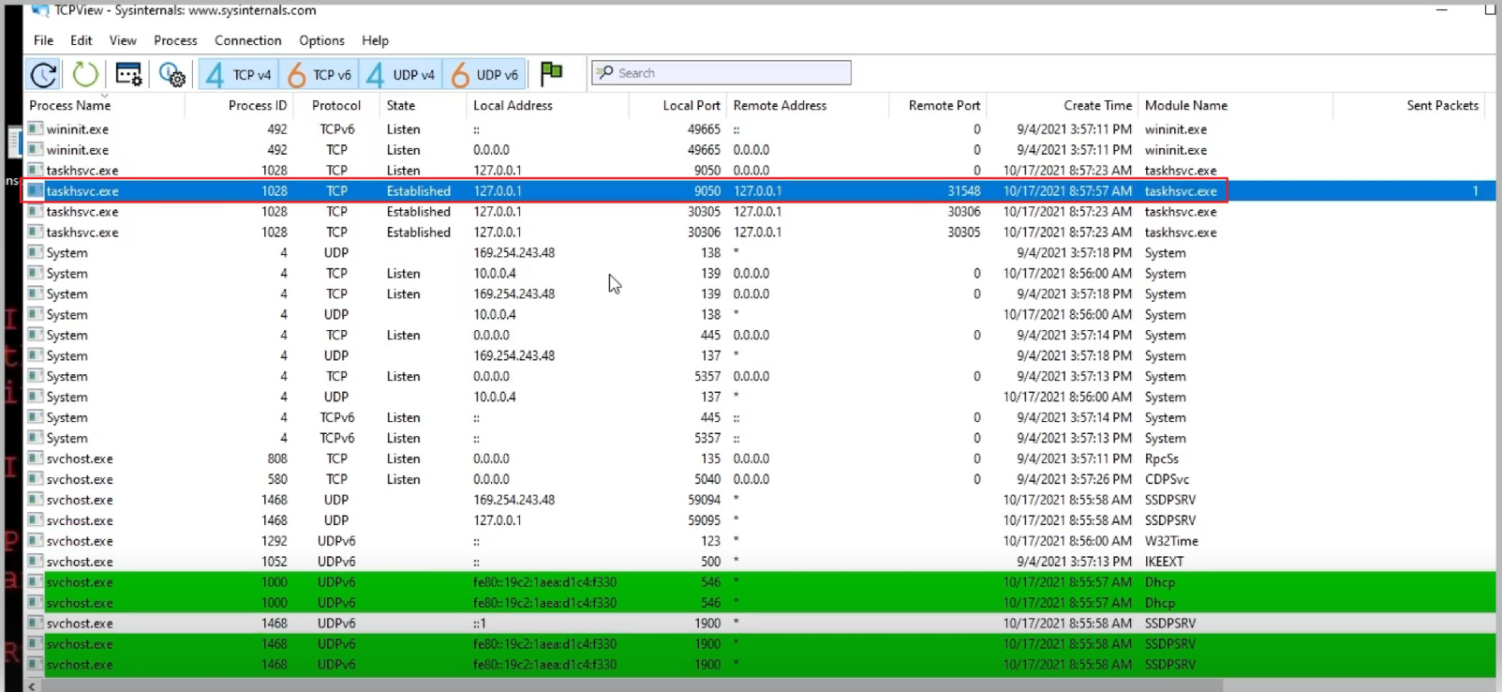 TCPView - Sysinternals: www.sysinternals.com
File Edit View Process Connection Options Help
4 TCP v4 6 TCP v6 4 UDP v4 6 UDP v6 Search
Process Name Process ID Protocol State Local Address Local Port Remote Address Remote Port Create Time Module Name Sent Packets
wininit.exe 492 TCPv6 Listen :: 49665 :: 0 9/4/2021 3:57:11 PM wininit.exe
wininit.exe 492 TCP Listen 0.0.0.0 49665 0.0.0.0 0 9/4/2021 3:57:11 PM wininit.exe
taskhsvc.exe 1028 TCP Listen 127.0.0.1 9050 0.0.0.0 0 10/17/2021 8:57:23 AM taskhsvc.exe
taskhsvc.exe 1028 TCP Established 127.0.0.1 9050 127.0.0.1 31548 10/17/2021 8:57:57 AM taskhsvc.exe 1
taskhsvc.exe 1028 TCP Established 127.0.0.1 30305 127.0.0.1 30306 10/17/2021 8:57:23 AM taskhsvc.exe
taskhsvc.exe 1028 TCP Established 127.0.0.1 30306 127.0.0.1 30305 10/17/2021 8:57:23 AM taskhsvc.exe
System 4 UDP 169.254.243.48 138 * 9/4/2021 3:57:18 PM System
System 4 TCP Listen 10.0.0.4 139 0.0.0.0 0 10/17/2021 8:56:00 AM System
System 4 TCP Listen 169.254.243.48 139 0.0.0.0 0 9/4/2021 3:57:18 PM System
System 4 UDP 10.0.0.4 138 * 10/17/2021 8:56:00 AM System
System 4 TCP Listen 0.0.0.0 445 0.0.0.0 0 9/4/2021 3:57:14 PM System
System 4 UDP 169.254.243.48 137 * 9/4/2021 3:57:18 PM System
System 4 TCP Listen 0.0.0.0 5357 0.0.0.0 0 9/4/2021 3:57:13 PM System
System 4 UDP 10.0.0.4 137 * 10/17/2021 8:56:00 AM System
System 4 TCPv6 Listen :: 445 :: 0 9/4/2021 3:57:14 PM System
System 4 TCPv6 Listen :: 5357 :: 0 9/4/2021 3:57:13 PM System
svchost.exe 808 TCP Listen 0.0.0.0 135 0.0.0.0 0 9/4/2021 3:57:11 PM RpcSs
svchost.exe 580 TCP Listen 0.0.0.0 5040 0.0.0.0 0 9/4/2021 3:57:26 PM CDPSvc
svchost.exe 1468 UDP 169.254.243.48 59094 * 10/17/2021 8:55:58 AM SSDPSRV
svchost.exe 1468 UDP 127.0.0.1 59095 * 10/17/2021 8:55:58 AM SSDPSRV
svchost.exe 1292 UDPv6 :: 123 * 10/17/2021 8:56:00 AM W32Time
svchost.exe 1052 UDPv6 :: 500 * 9/4/2021 3:57:13 PM IKEEXT
svchost.exe 1000 UDPv6 fe80::19c2:1aea:d1c4:f330 546 * 10/17/2021 8:55:57 AM Dhcp
svchost.exe 1000 UDPv6 fe80::19c2:1aea:d1c4:f330 546 * 10/17/2021 8:55:57 AM Dhcp
svchost.exe 1468 UDPv6 ::1 1900 * 10/17/2021 8:55:58 AM SSDPSRV
svchost.exe 1468 UDPv6 fe80::19c2:1aea:d1c4:f330 1900 * 10/17/2021 8:55:58 AM SSDPSRV
svchost.exe 1468 UDPv6 fe80::19c2:1aea:d1c4:f330 1900 * 10/17/2021 8:55:58 AM SSDPSRV